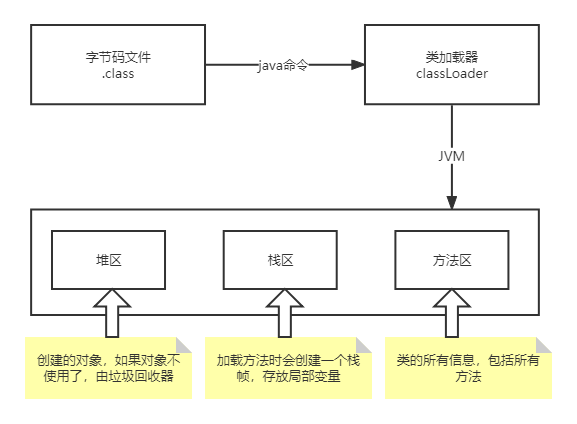 字节码文件
.class
java命令
类加载器
classLoader
JVM
堆区
栈区
方法区
创建的对象，如果对象不
使用了，由垃圾回收器
加载方法时会创建一个栈
帧，存放局部变量
类的所有信息，包括所有
方法